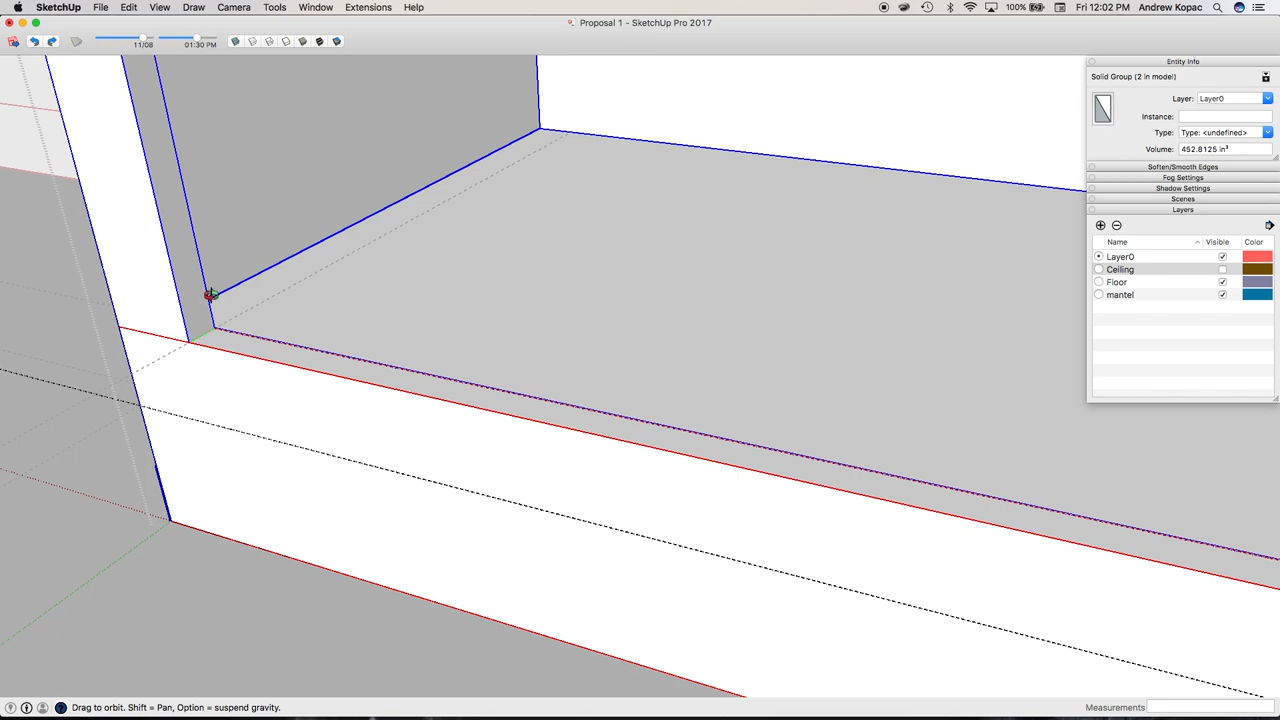 SketchUp File Edit View Draw Camera Tools Window Extensions Help 100% Fri 12:02 PM Andrew Kopac
Proposal 1 - SketchUp Pro 2017
11/08 01:30 PM
Entity Info
Solid Group (2 in model)
Layer: Layer0
Instance:
Type: Type: <undefined>
Volume: 452.8125 in³
Soften/Smooth Edges
Fog Settings
Shadow Settings
Scenes
Layers
Name Visible Color
Layer0
Ceiling
Floor
mantel
Drag to orbit. Shift = Pan, Option = suspend gravity. Measurements